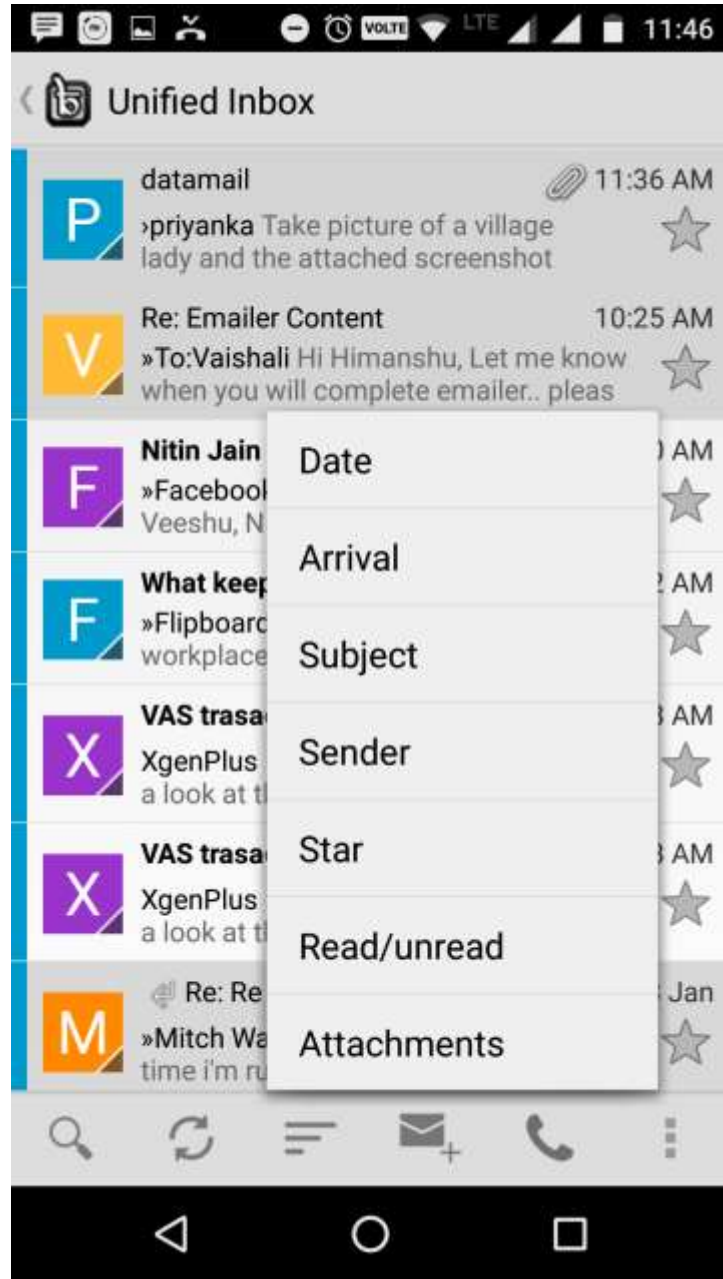 VOLTE LTE 11:46
Unified Inbox
P
datamail 11:36 AM
›priyanka Take picture of a village
lady and the attached screenshot
V
Re: Emailer Content 10:25 AM
»To:Vaishali Hi Himanshu, Let me know
when you will complete emailer.. pleas
F
Nitin Jain AM
»Facebook
Veeshu, N
F
What keep AM
»Flipboard
workplace
X
VAS trasa AM
XgenPlus
a look at t
X
VAS trasa AM
XgenPlus
a look at t
M
Re: Re Jan
»Mitch Wa
time i'm ru
Date
Arrival
Subject
Sender
Star
Read/unread
Attachments